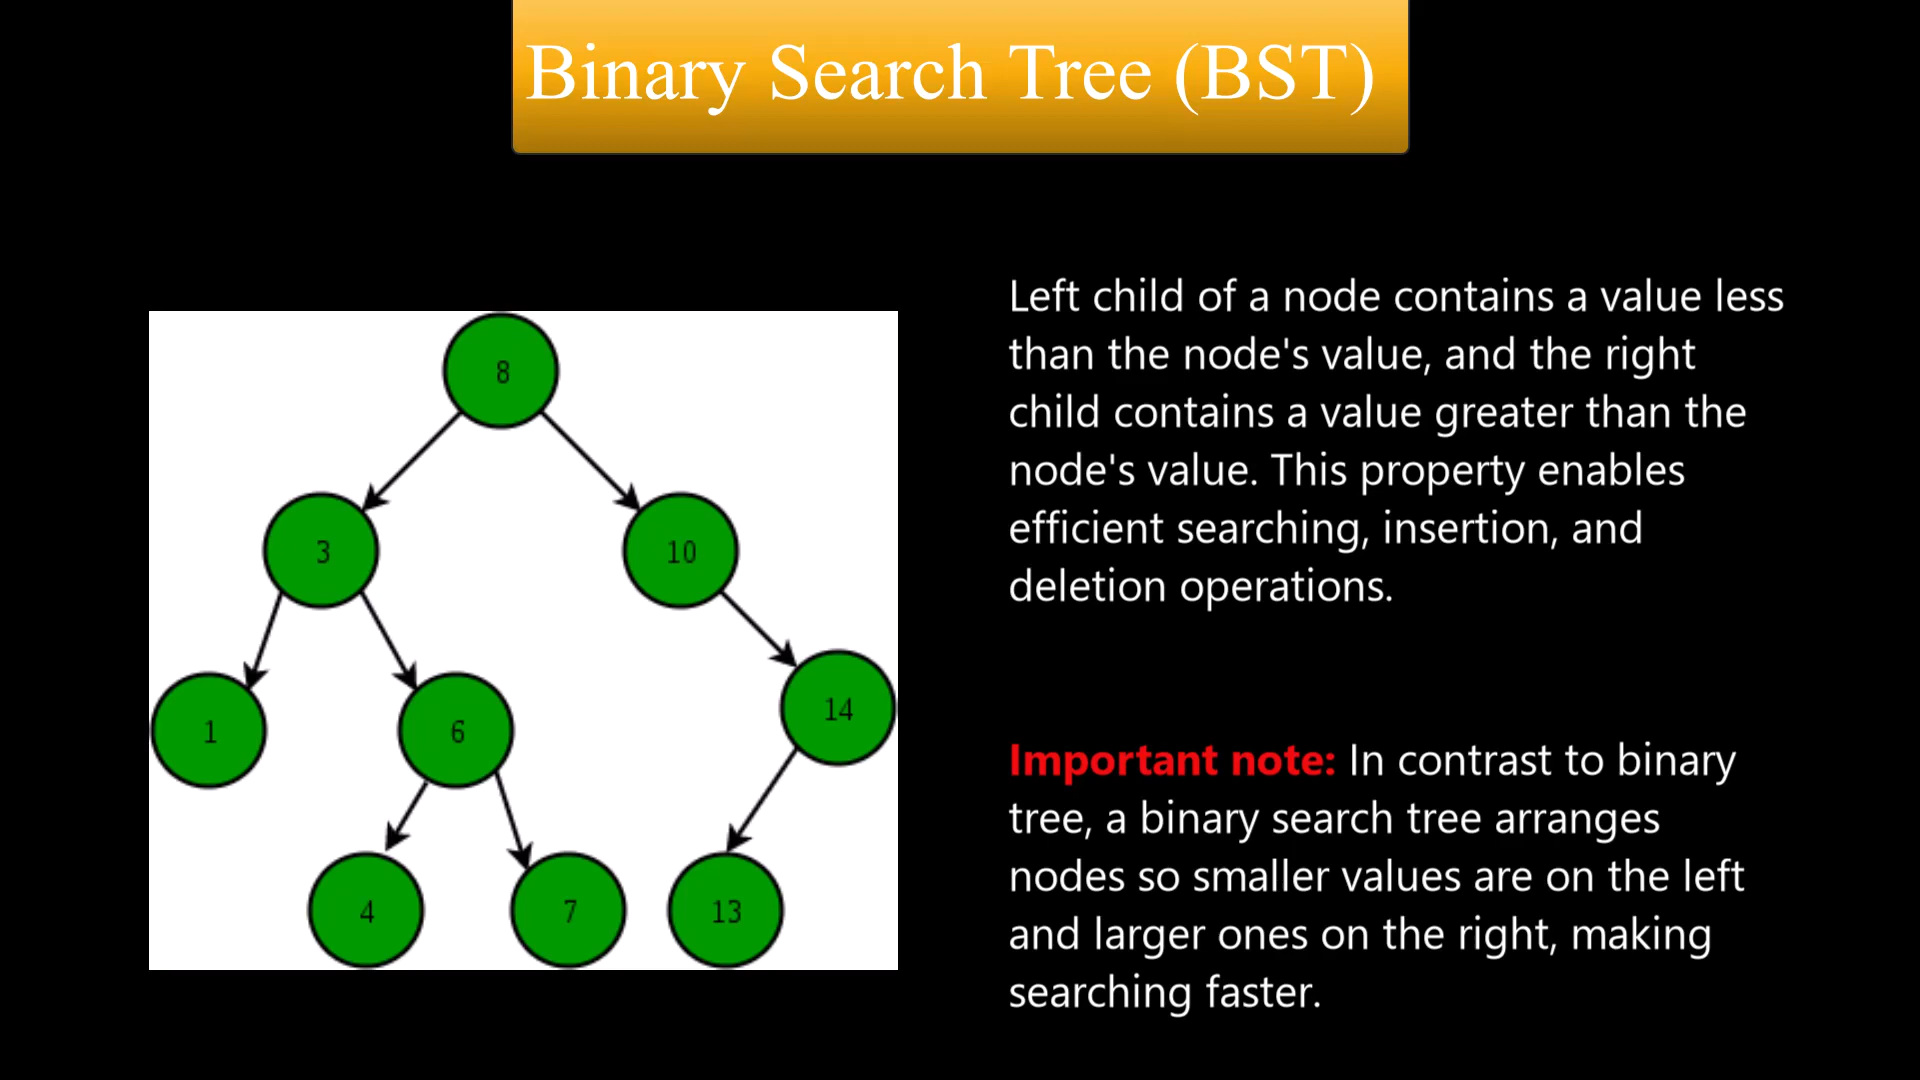 Binary Search Tree (BST)
8
3
10
1
6
14
4
7
13
Left child of a node contains a value less
than the node's value, and the right
child contains a value greater than the
node's value. This property enables
efficient searching, insertion, and
deletion operations.
Important note: In contrast to binary
tree, a binary search tree arranges
nodes so smaller values are on the left
and larger ones on the right, making
searching faster.